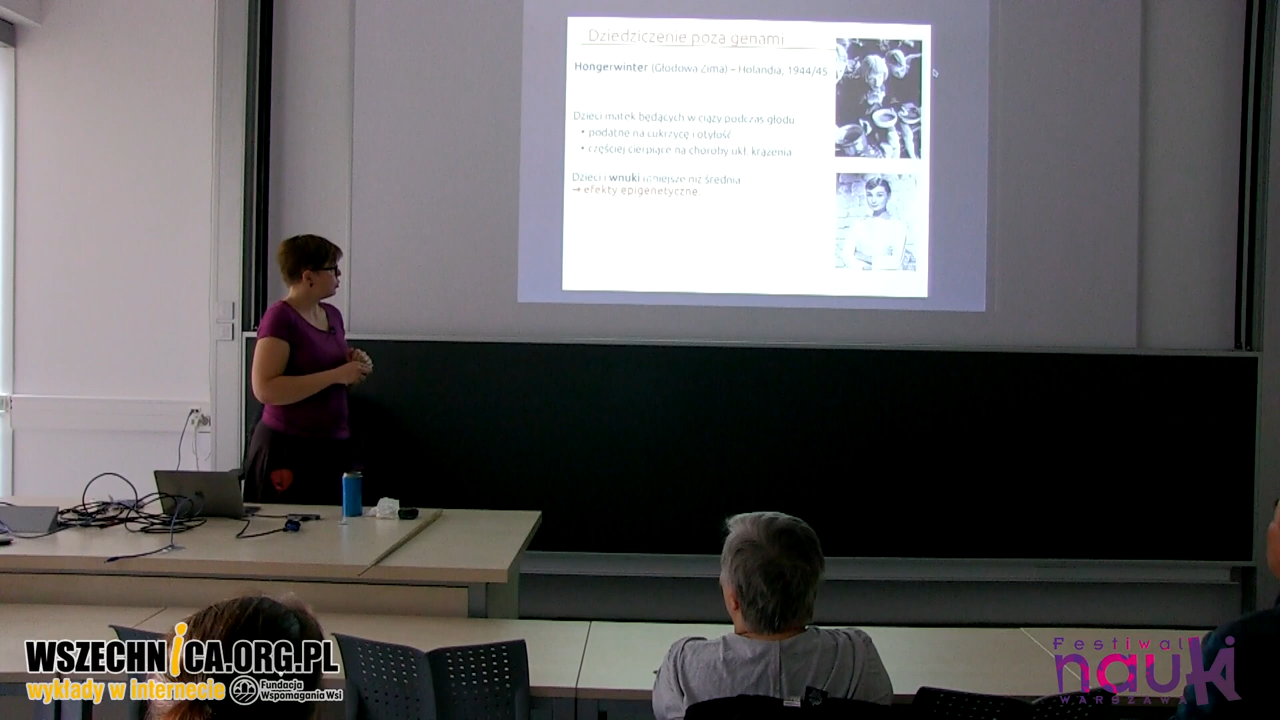 Dziedziczenie poza genami
Hongerwinter (Głodowa Zima) – Holandia, 1944/45
Dzieci matek będących w ciąży podczas głodu
• podatne na cukrzycę i otyłość
• częściej cierpiące na choroby ukł. krążenia
Dzieci i wnuki mniejsze niż średnia
→ efekty epigenetyczne
WSZECHNiCA.ORG.PL
wykłady w internecie
Fundacja
Wspomagania Wsi
Festiwal
nauki
WARSZAWA